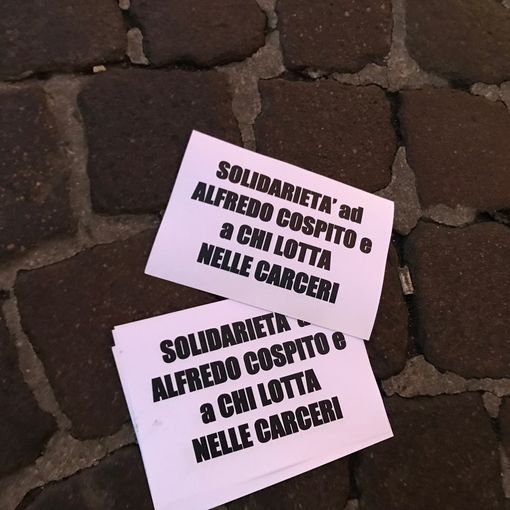 SOLIDARIETA' ad
ALFREDO COSPITO e
a CHI LOTTA
NELLE CARCERI
SOLIDARIETA'
ALFREDO COSPITO e
a CHI LOTTA
NELLE CARCERI